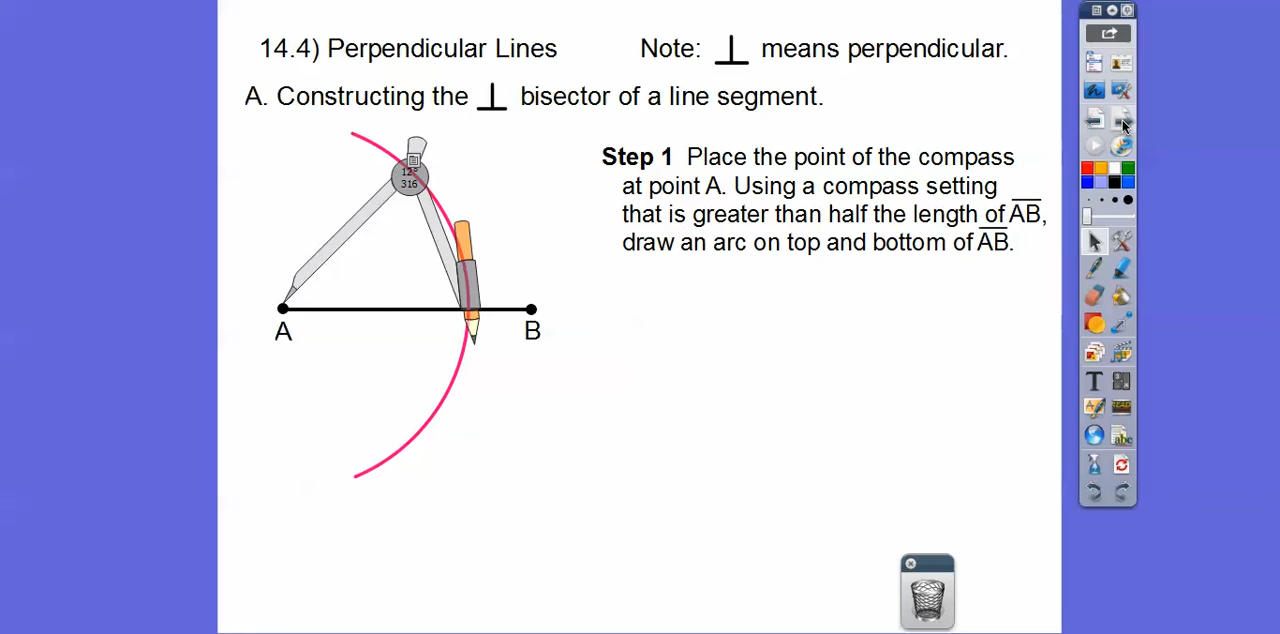 14.4) Perpendicular Lines Note: ⊥ means perpendicular.
A. Constructing the ⊥ bisector of a line segment.
Step 1 Place the point of the compass
at point A. Using a compass setting
that is greater than half the length of A̅B̅,
draw an arc on top and bottom of A̅B̅.
316
A B
T
abc